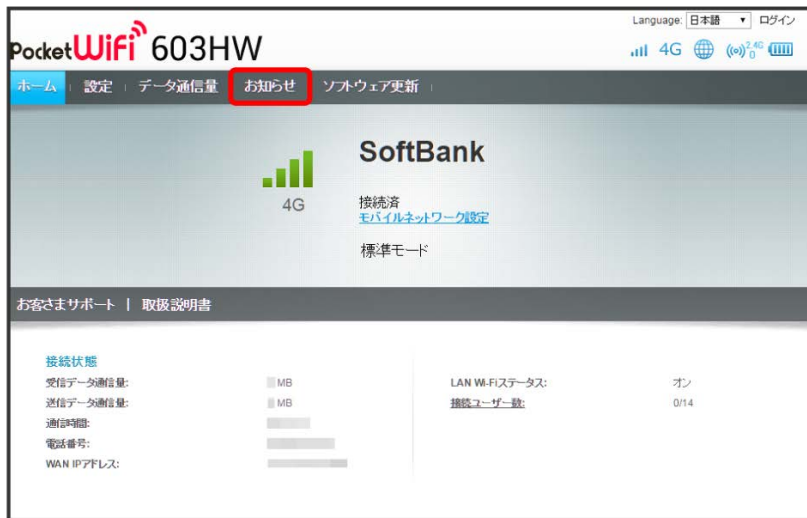 Language: 日本語 ログイン
PocketWiFi 603HW
4G 2.4G 0
ホーム 設定 データ通信量 お知らせ ソフトウェア更新
SoftBank
4G
接続済
モバイルネットワーク設定
標準モード
お客さまサポート | 取扱説明書
接続状態
受信データ通信量: MB LAN Wi-Fiステータス: オン
送信データ通信量: MB 接続ユーザー数: 0/14
通信時間:
電話番号:
WAN IPアドレス: